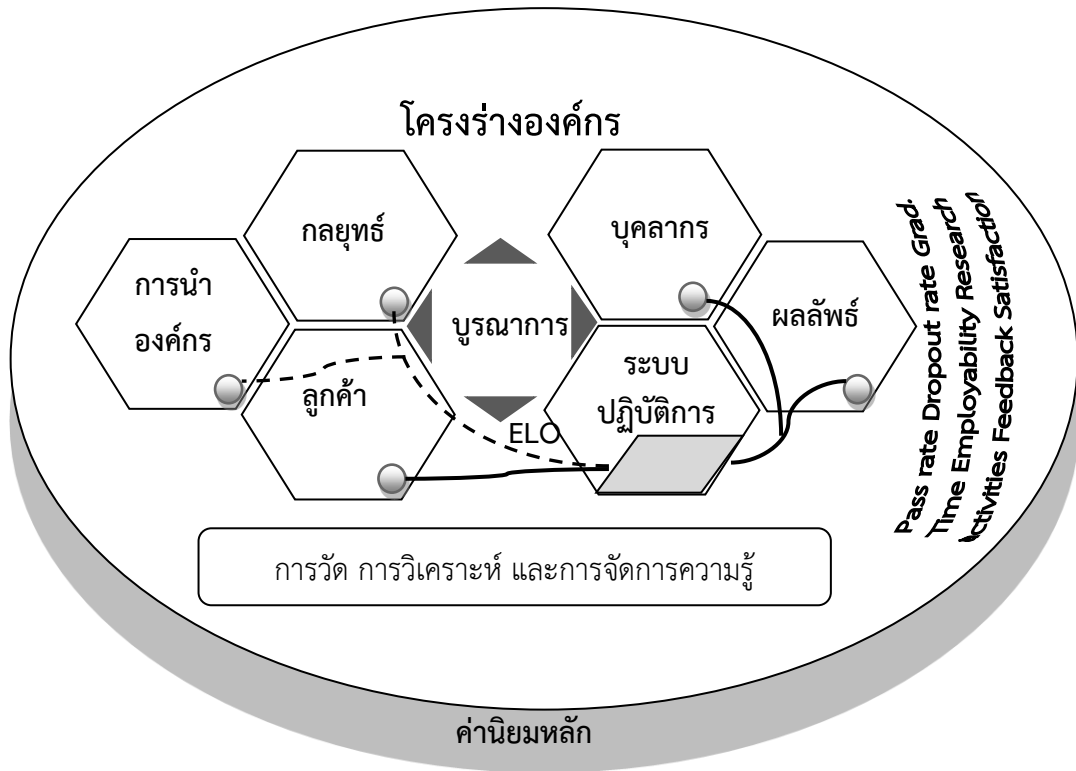 โครงร่างองค์กร
กลยุทธ์
บุคลากร
การนำ
องค์กร
บูรณาการ
ผลลัพธ์
ลูกค้า
ระบบ
ปฏิบัติการ
ELO
Pass rate Dropout rate Grad.
Time Employability Research
ctivities Feedback Satisfaction
การวัด การวิเคราะห์ และการจัดการความรู้
ค่านิยมหลัก